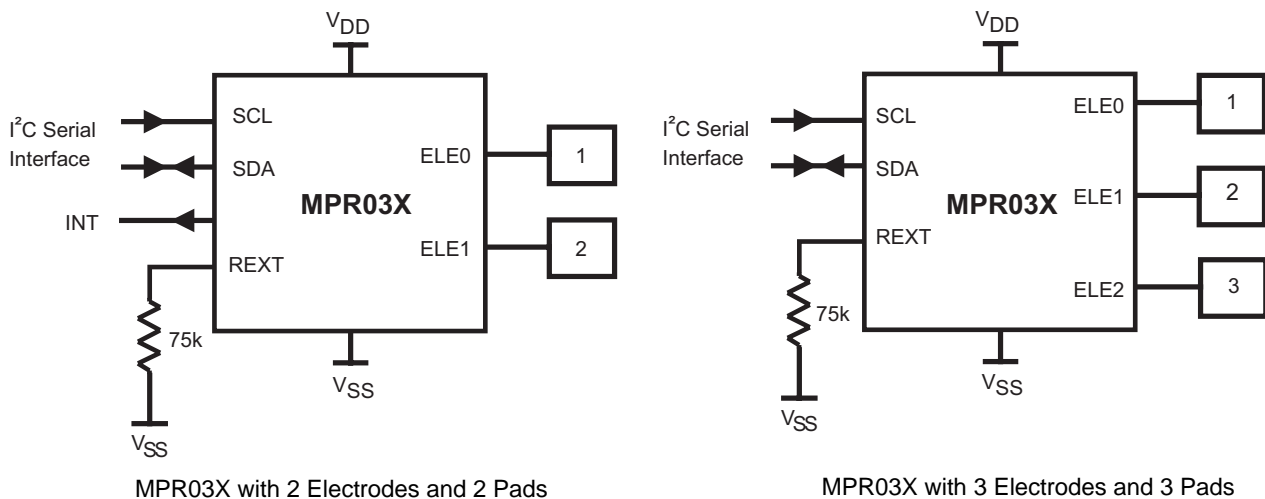 VDD
I²C Serial
Interface
INT
SCL
SDA
REXT
MPR03X
ELE0
ELE1
1
2
75k
VSS
VSS
MPR03X with 2 Electrodes and 2 Pads
VDD
I²C Serial
Interface
SCL
SDA
REXT
MPR03X
ELE0
ELE1
ELE2
1
2
3
75k
VSS
VSS
MPR03X with 3 Electrodes and 3 Pads